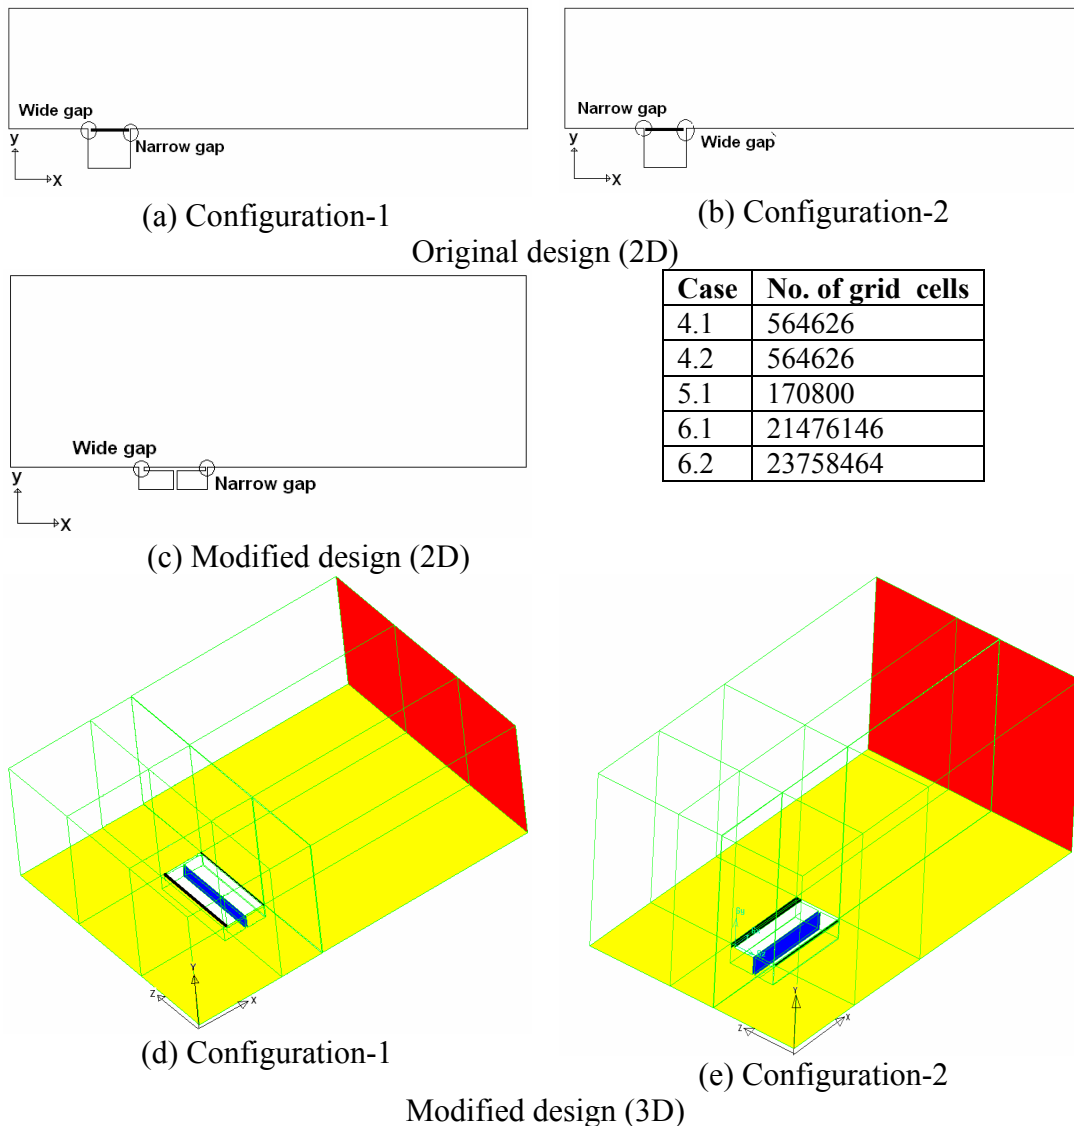 Wide gap
Narrow gap
y
X
(a) Configuration-1
Narrow gap
Wide gap
y
X
(b) Configuration-2
Original design (2D)
Wide gap
Narrow gap
y
X
(c) Modified design (2D)
Case No. of grid cells
4.1 564626
4.2 564626
5.1 170800
6.1 21476146
6.2 23758464
Y
Z
X
(d) Configuration-1
Y
Z
X
(e) Configuration-2
Modified design (3D)